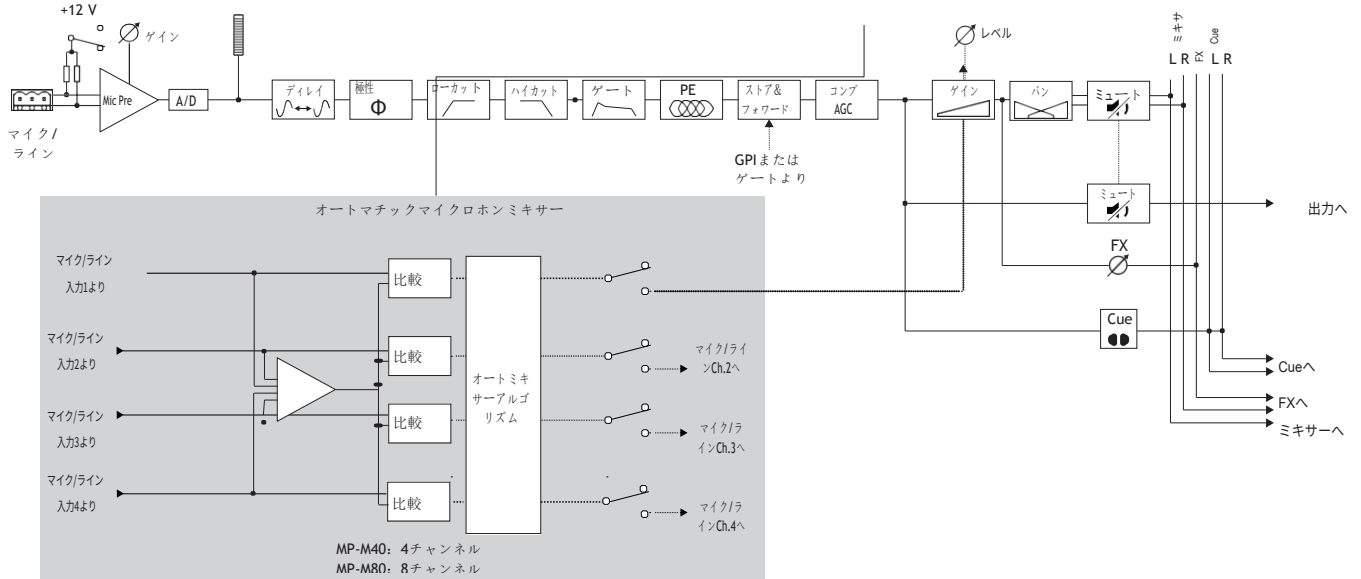 +12 V
ゲイン
Mic Pre
A/D
マイク/
ライン
ディレイ
極性
Φ
ローカット
ハイカット
ゲート
PE
ストア&
フォワード
GPIまたは
ゲートより
コンプ
AGC
レベル
ゲイン
パン
ミュート
ミキサ
L R
FX
Cue
L R
ミュート
出力へ
FX
Cue
Cueへ
FXへ
ミキサーへ
オートマチックマイクロホンミキサー
マイク/ライン
入力1より
比較
マイク/ライン
入力2より
比較
マイク/ライ
ンCh.2へ
オートミキ
サーアルゴ
リズム
マイク/ライン
入力3より
比較
マイク/ラ
インCh.3へ
マイク/ライン
入力4より
比較
マイク/ラ
インCh.4へ
MP-M40: 4チャンネル
MP-M80: 8チャンネル